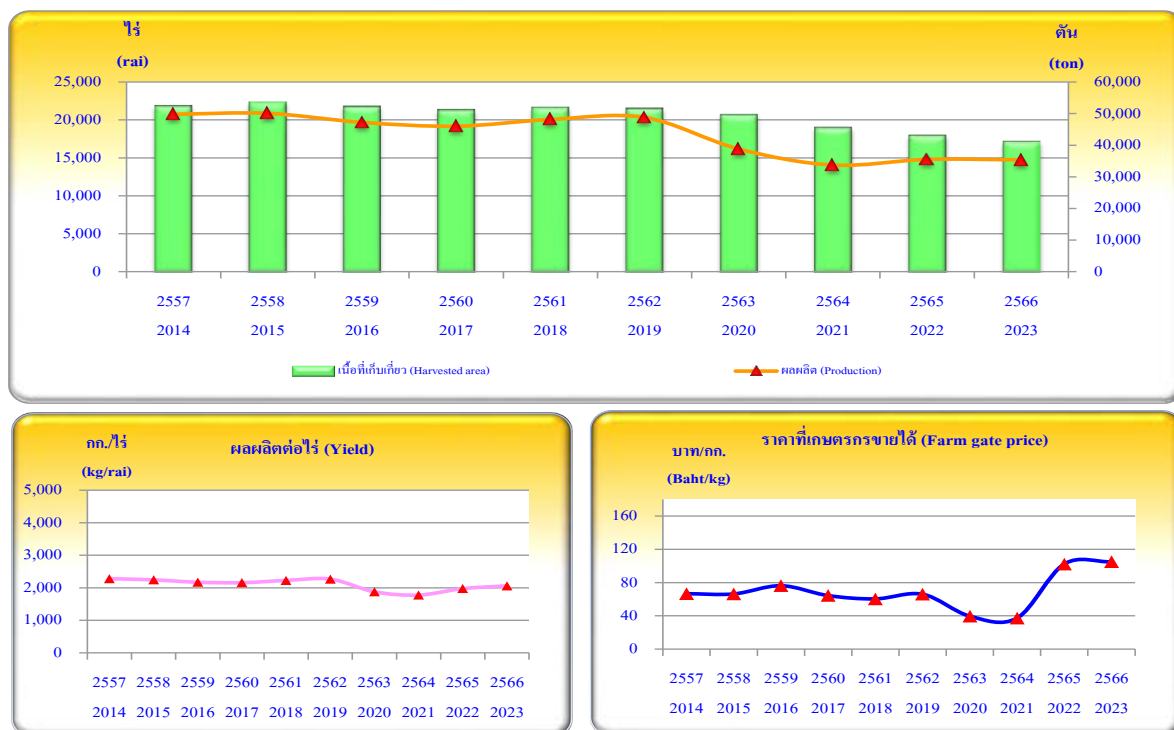 ไร่
(rai)
ตัน
(ton)
25,000
20,000
15,000
10,000
5,000
0
60,000
50,000
40,000
30,000
20,000
10,000
0
2557 2558 2559 2560 2561 2562 2563 2564 2565 2566
2014 2015 2016 2017 2018 2019 2020 2021 2022 2023
เนื้อที่เก็บเกี่ยว (Harvested area)
ผลผลิต (Production)
กก./ไร่
(kg/rai)
ผลผลิตต่อไร่ (Yield)
5,000
4,000
3,000
2,000
1,000
0
2557 2558 2559 2560 2561 2562 2563 2564 2565 2566
2014 2015 2016 2017 2018 2019 2020 2021 2022 2023
ราคาที่เกษตรกรขายได้ (Farm gate price)
บาท/กก.
(Baht/kg)
160
120
80
40
0
2557 2558 2559 2560 2561 2562 2563 2564 2565 2566
2014 2015 2016 2017 2018 2019 2020 2021 2022 2023